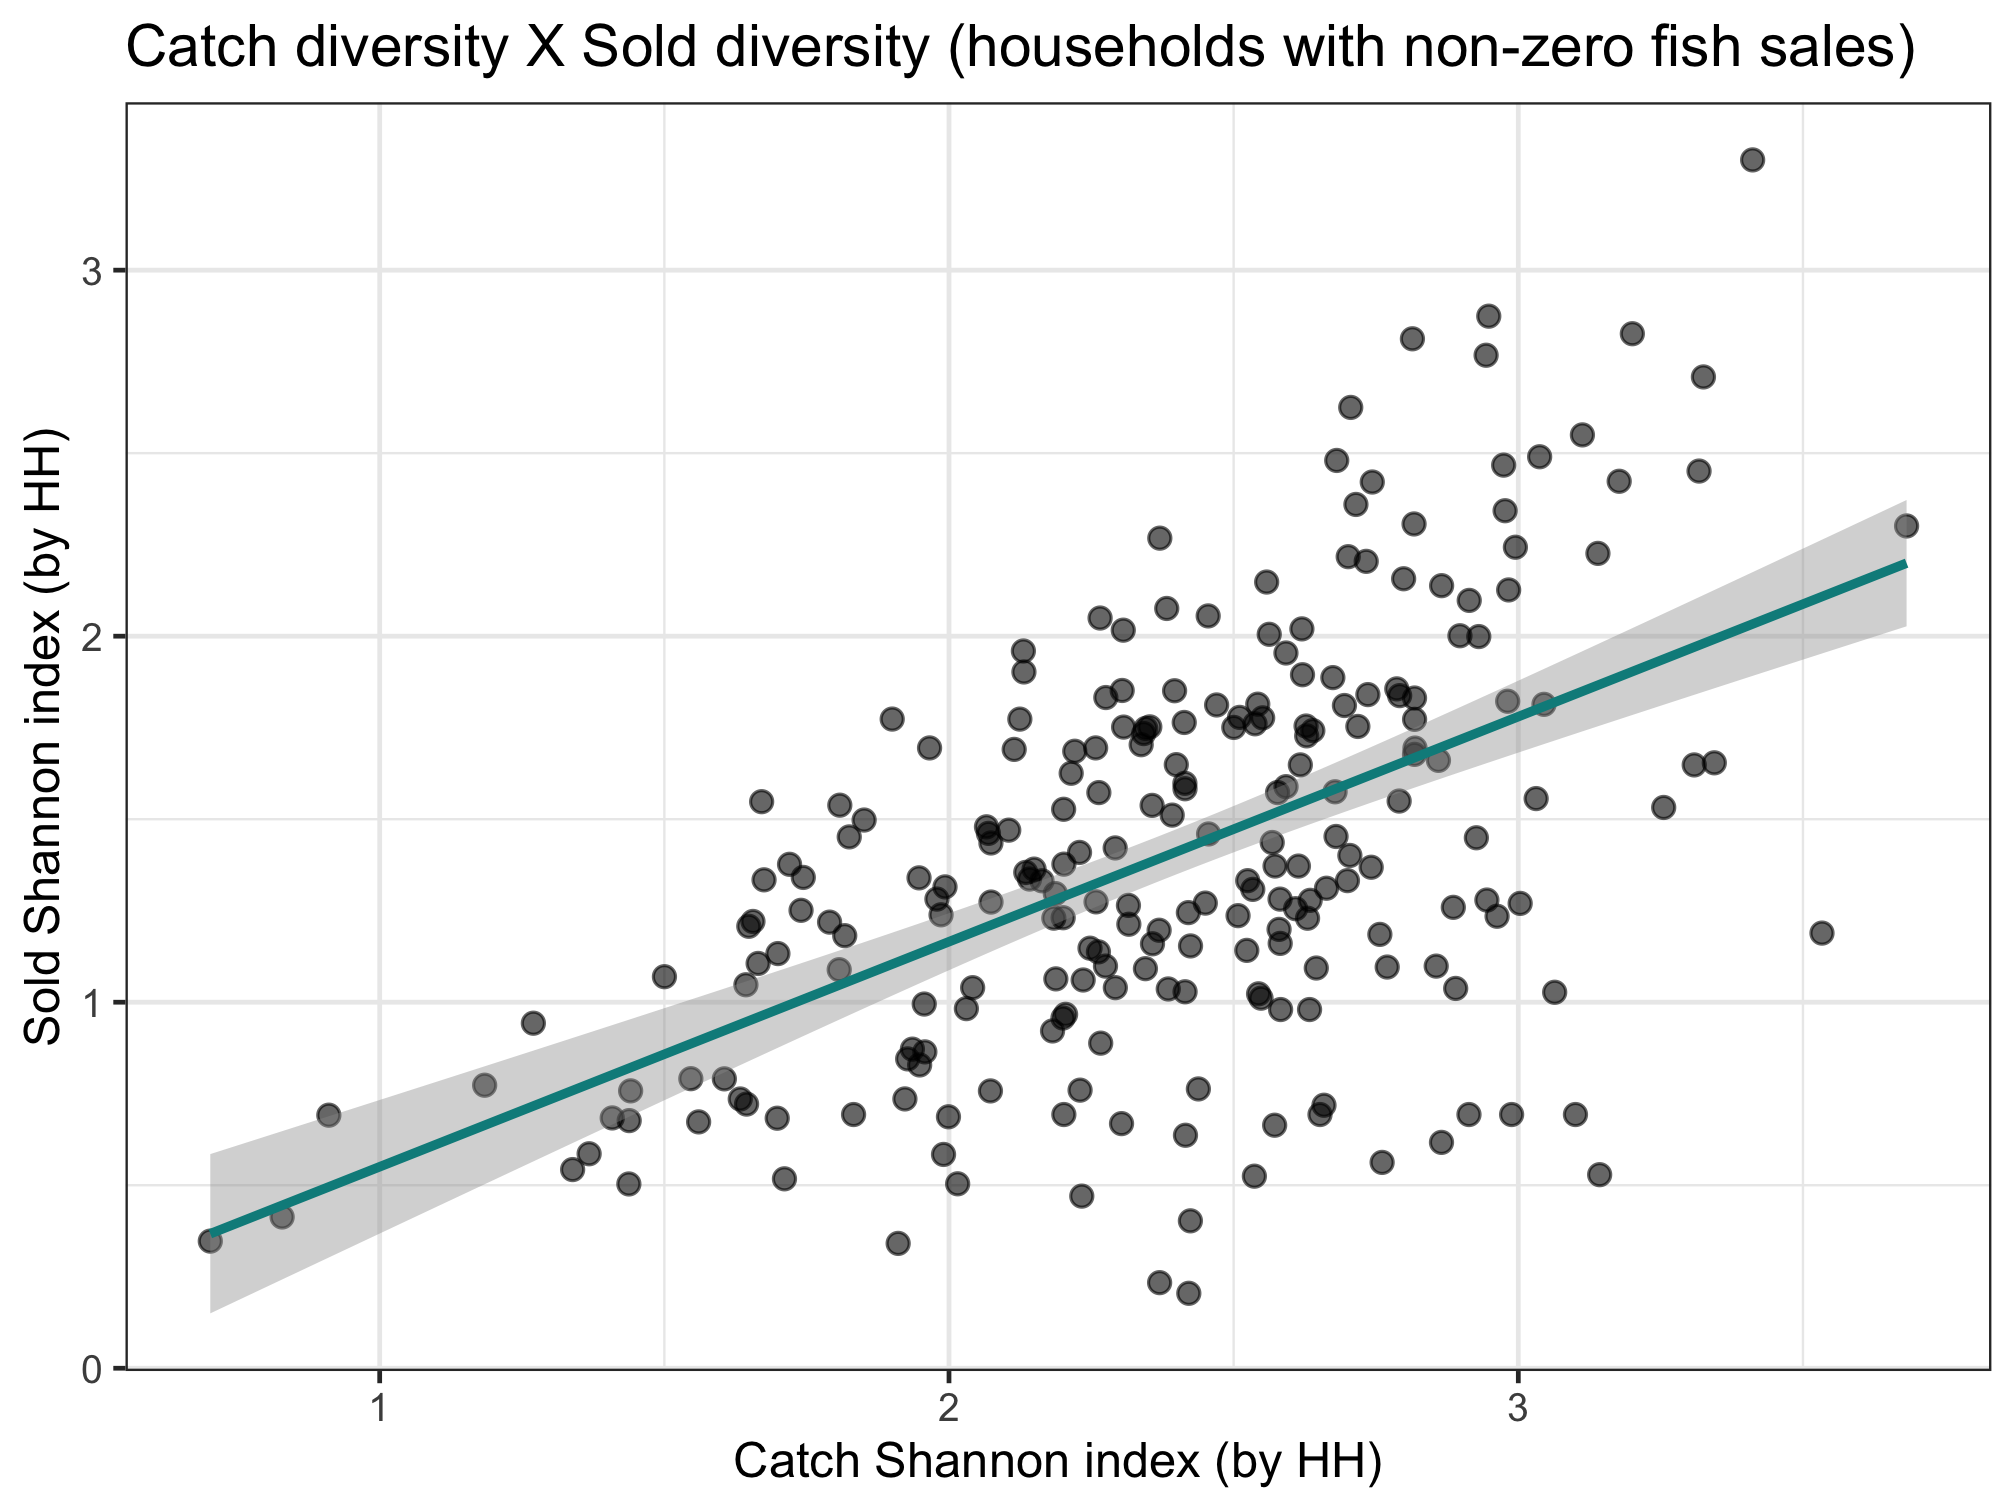 Catch diversity X Sold diversity (households with non-zero fish sales)
3
2
1
0
Sold Shannon index (by HH)
1 2 3
Catch Shannon index (by HH)